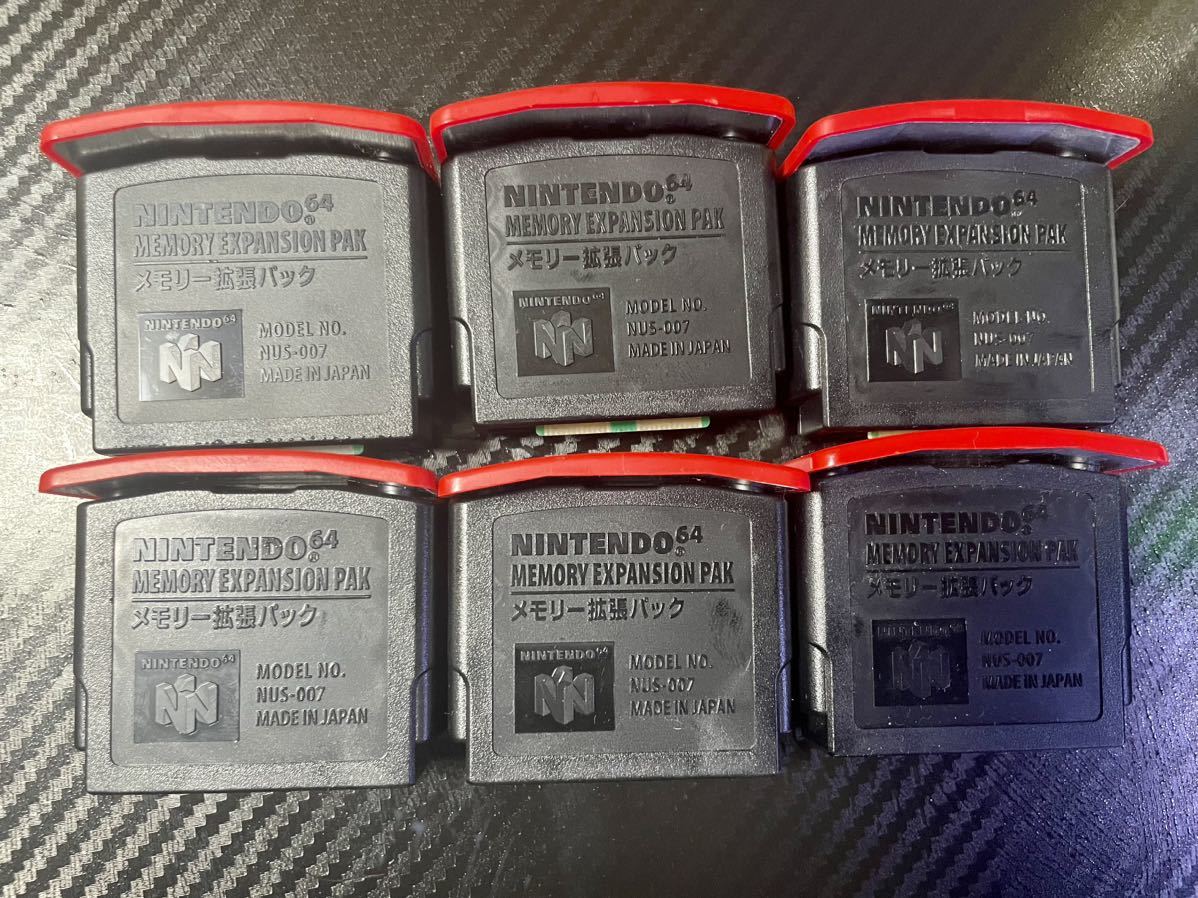 NINTENDO64®
MEMORY EXPANSION PAK
メモリー拡張パック
NINTENDO64
MODEL NO.
NUS-007
MADE IN JAPAN
NINTENDO64®
MEMORY EXPANSION PAK
メモリー拡張パック
NINTENDO64
MODEL NO.
NUS-007
MADE IN JAPAN
NINTENDO64®
MEMORY EXPANSION PAK
メモリー拡張パック
NINTENDO64
MODEL NO.
NUS-007
MADE IN JAPAN
NINTENDO64®
MEMORY EXPANSION PAK
メモリー拡張パック
NINTENDO64
MODEL NO.
NUS-007
MADE IN JAPAN
NINTENDO64®
MEMORY EXPANSION PAK
メモリー拡張パック
NINTENDO64
MODEL NO.
NUS-007
MADE IN JAPAN
NINTENDO64®
MEMORY EXPANSION PAK
メモリー拡張パック
NINTENDO64
MODEL NO.
NUS-007
MADE IN JAPAN